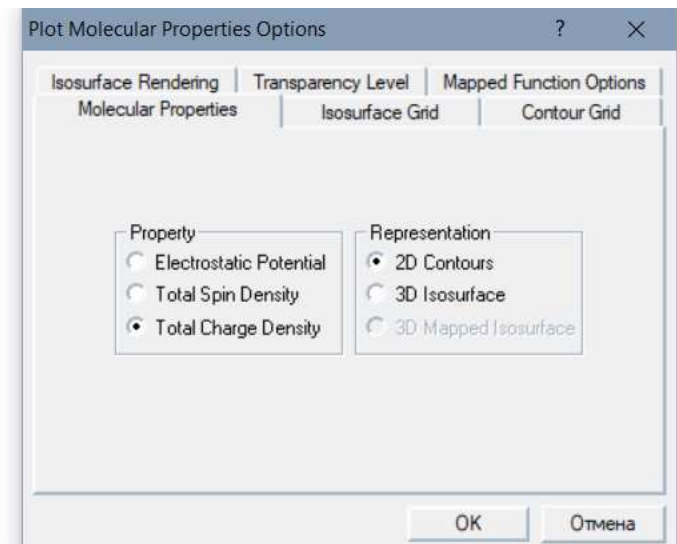 Plot Molecular Properties Options ? ×
Isosurface Rendering Transparency Level Mapped Function Options
Molecular Properties Isosurface Grid Contour Grid
Property
Electrostatic Potential
Total Spin Density
Total Charge Density
Representation
2D Contours
3D Isosurface
3D Mapped Isosurface
OK Отмена